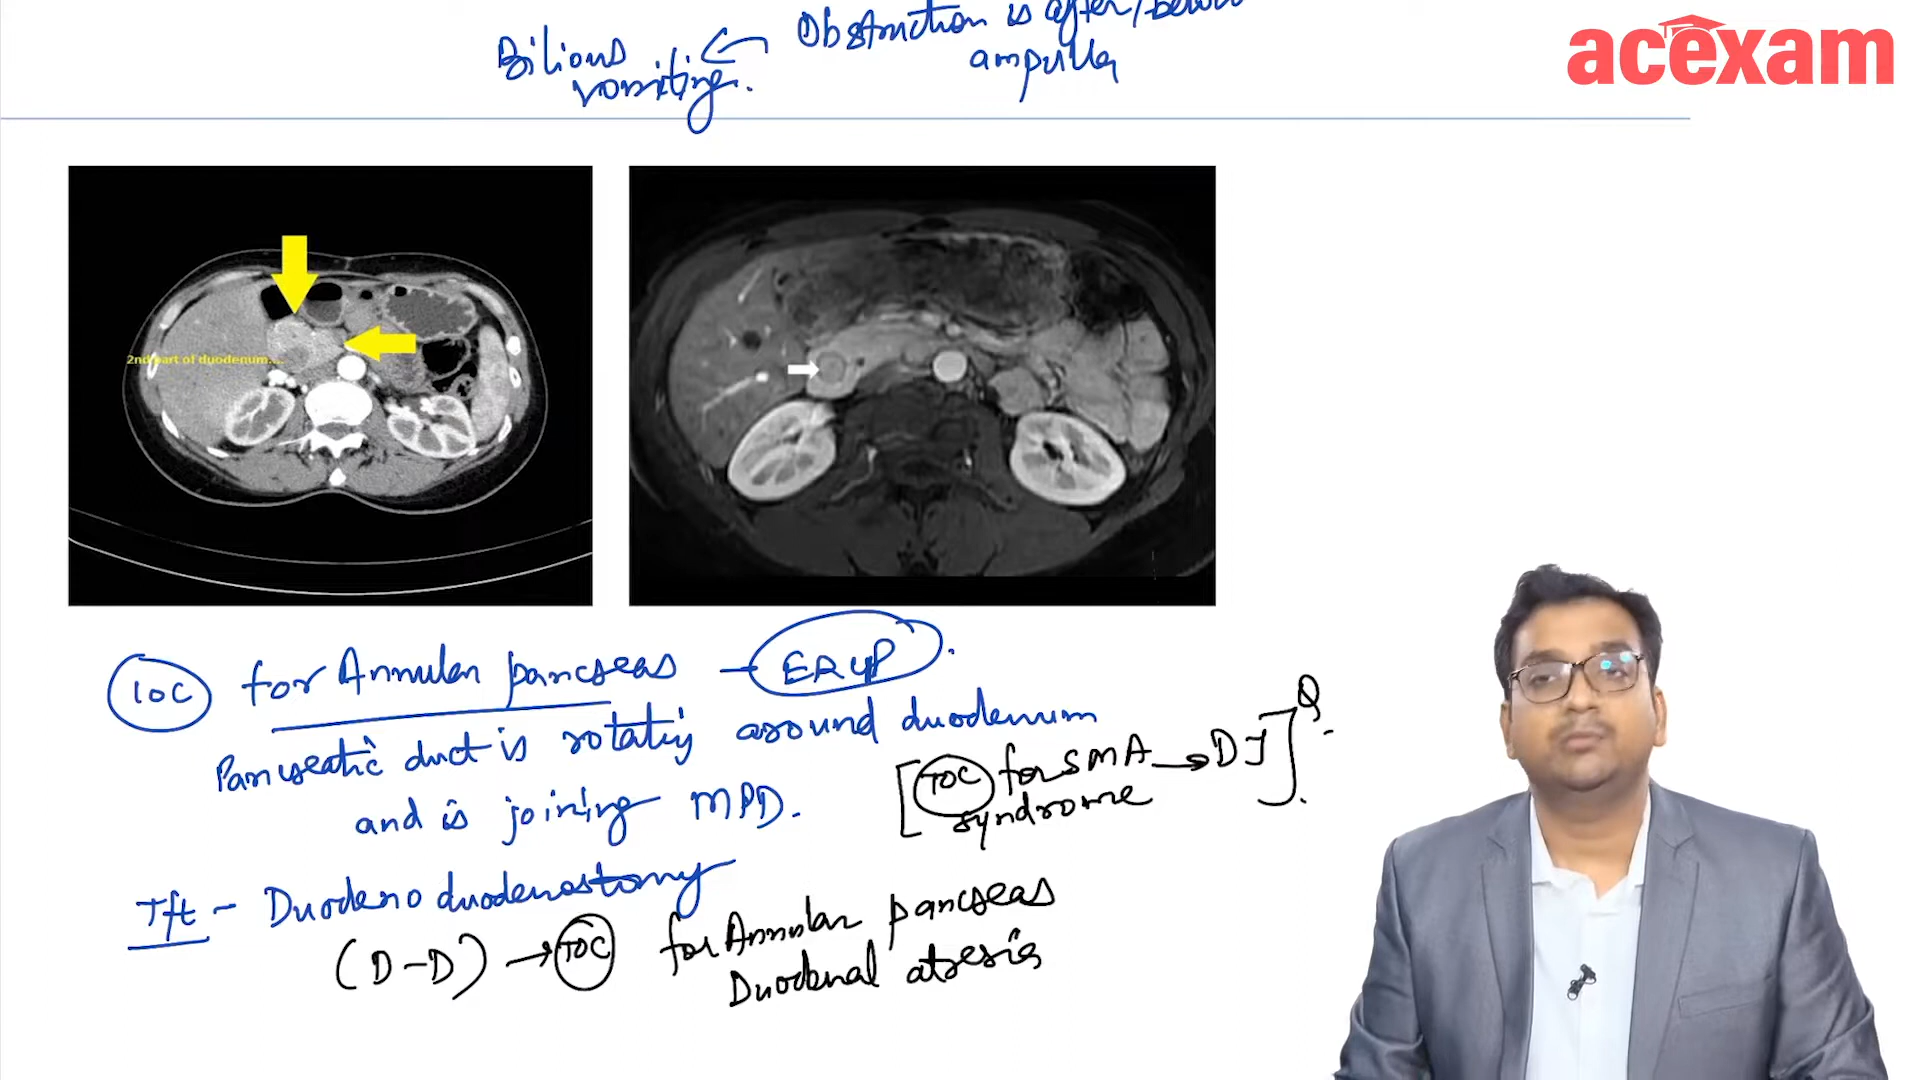 acexam
Bilious
vomiting.
Obstruction is after/
ampulla
2nd part of duodenum...
IOC for Annular pancreas - ERCP.
Pancreatic duct is rotating around duodenum
and is joining MPD.
[TOC for SMA → DJ] Q.
syndrome
Tft - Duodeno duodenostomy
(D-D) → TOC for Annular pancreas
Duodenal atresia